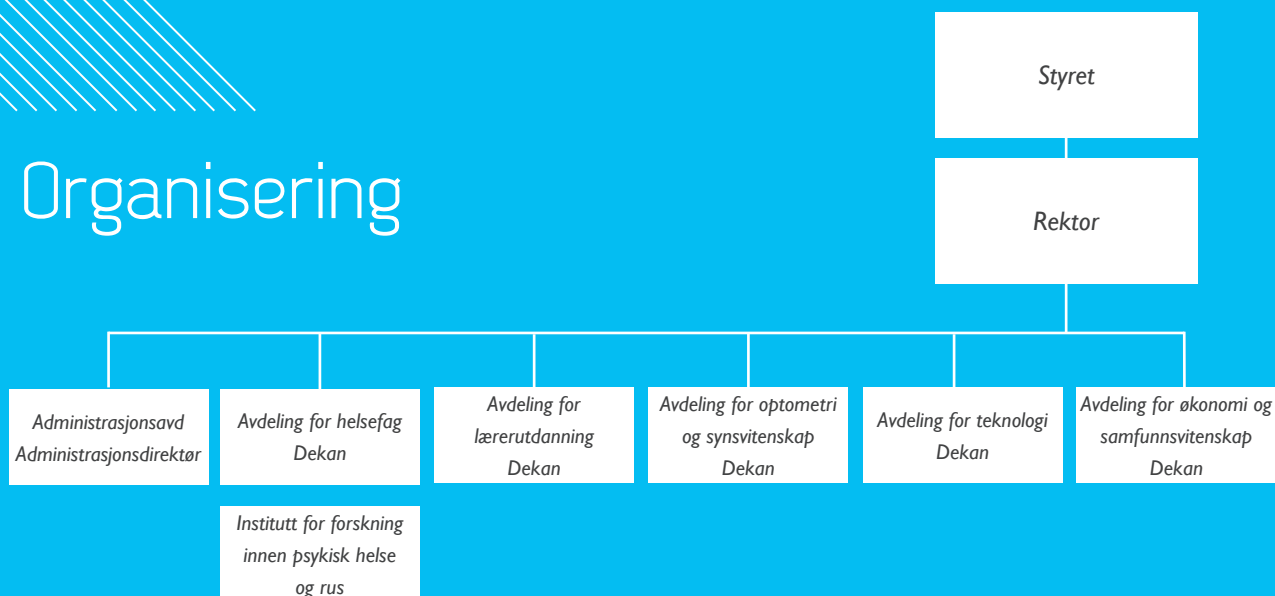 Organisering
Styret
Rektor
Administrasjonsavd
Administrasjonsdirektør
Avdeling for helsefag
Dekan
Avdeling for
lærerutdanning
Dekan
Avdeling for optometri
og synsvitenskap
Dekan
Avdeling for teknologi
Dekan
Avdeling for økonomi og
samfunnsvitenskap
Dekan
Institutt for forskning
innen psykisk helse
og rus